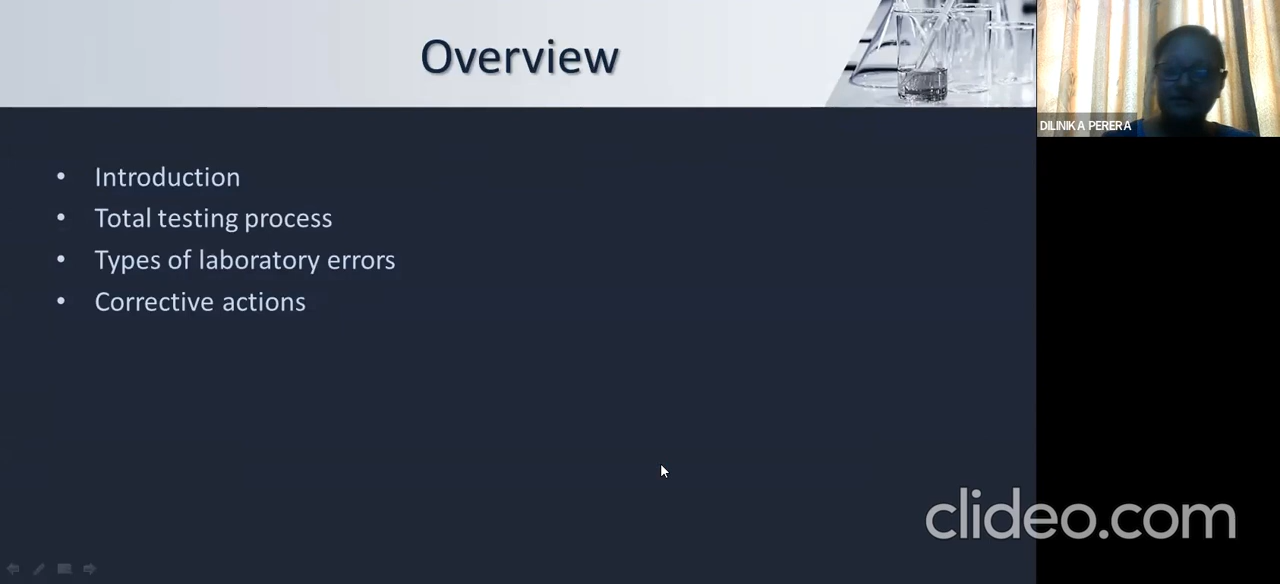 Overview
DILINIKA PERERA
• Introduction
• Total testing process
• Types of laboratory errors
• Corrective actions
clideo.com